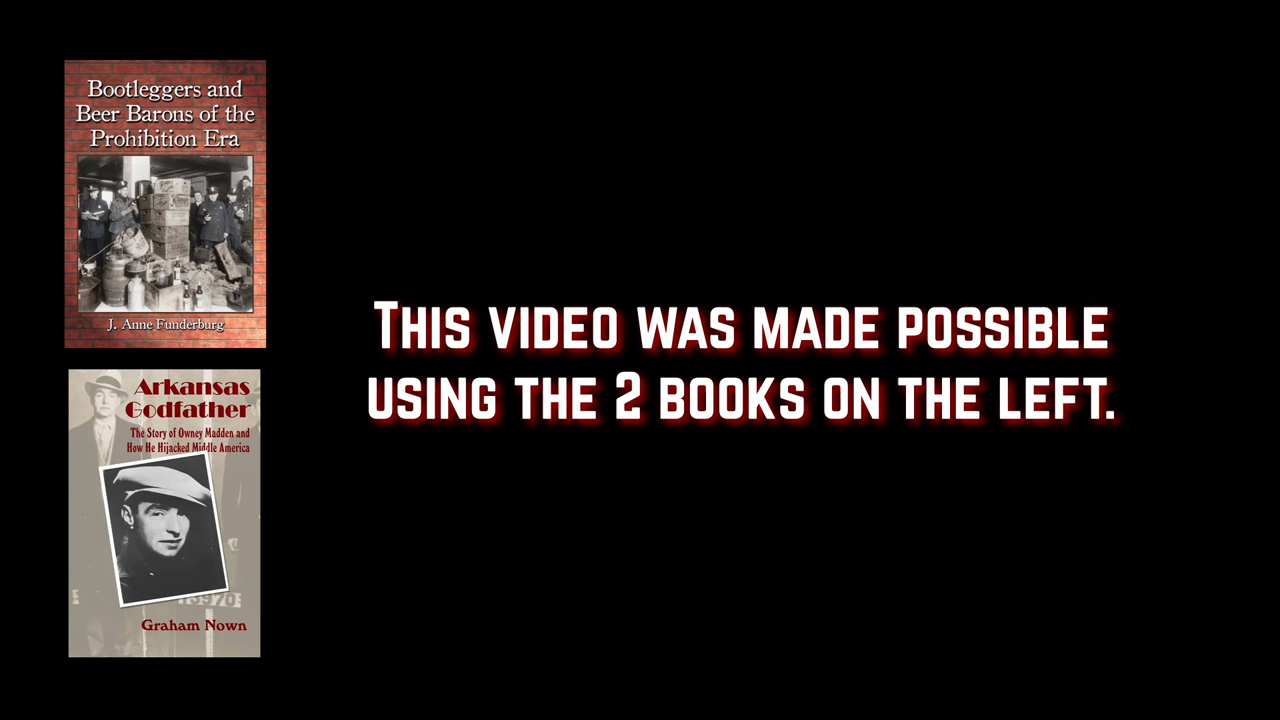 Bootleggers and
Beer Barons of the
Prohibition Era
J. Anne Funderburg
Arkansas
Godfather
The Story of Owney Madden and
How He Hijacked Middle America
Graham Nown
This video was made possible
using the 2 books on the left.